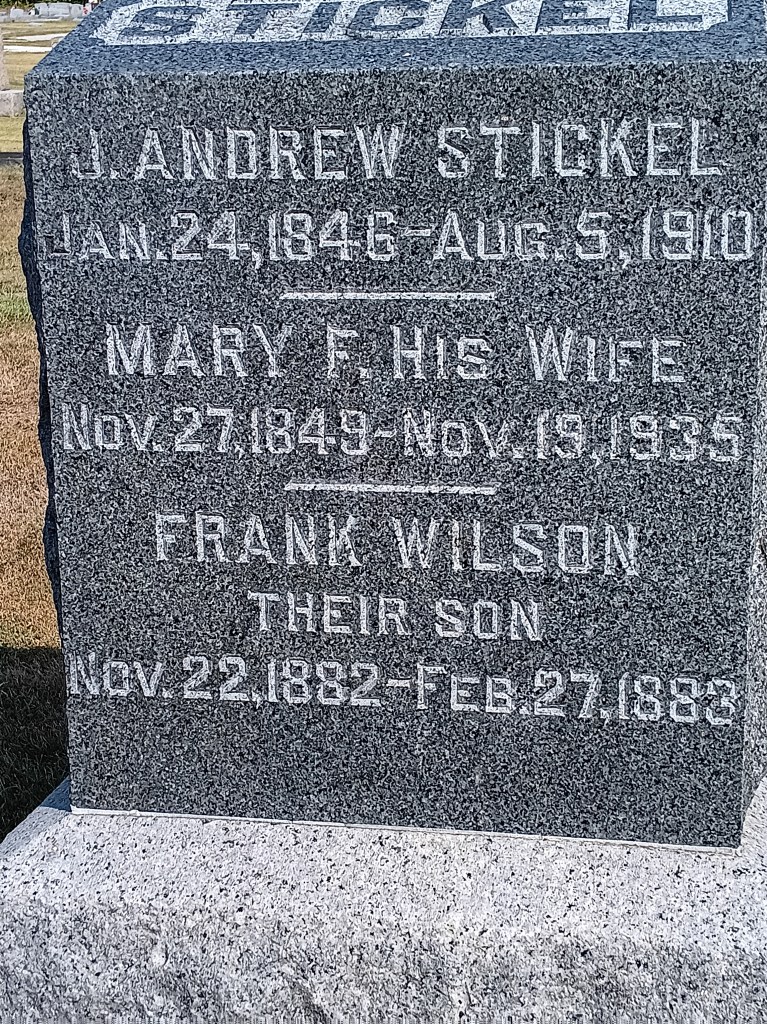 STICKEL
J. ANDREW STICKEL
JAN. 24, 1846 - AUG. 5, 1910
MARY F. HIS WIFE
NOV. 27, 1849 - NOV. 19, 1935
FRANK WILSON
THEIR SON
NOV. 22, 1882 - FEB. 27, 1883